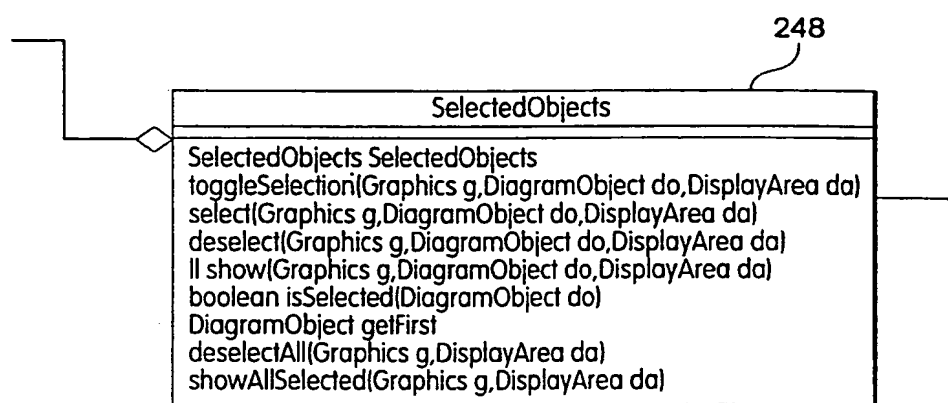 248
SelectedObjects
SelectedObjects SelectedObjects
toggleSelection(Graphics g,DiagramObject do,DisplayArea da)
select(Graphics g,DiagramObject do,DisplayArea da)
deselect(Graphics g,DiagramObject do,DisplayArea da)
ll show(Graphics g,DiagramObject do,DisplayArea da)
boolean isSelected(DiagramObject do)
DiagramObject getFirst
deselectAll(Graphics g,DisplayArea da)
showAllSelected(Graphics g,DisplayArea da)